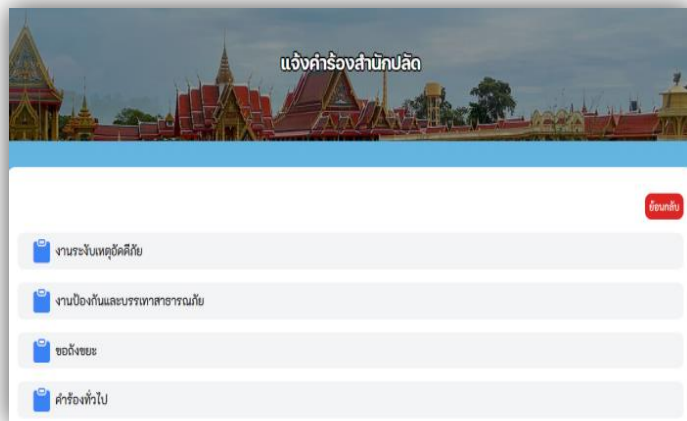 แจ้งคำร้องสำนักปลัด
ย้อนกลับ
งานระงับเหตุอัคคีภัย
งานป้องกันและบรรเทาสาธารณภัย
ขอถังขยะ
คำร้องทั่วไป